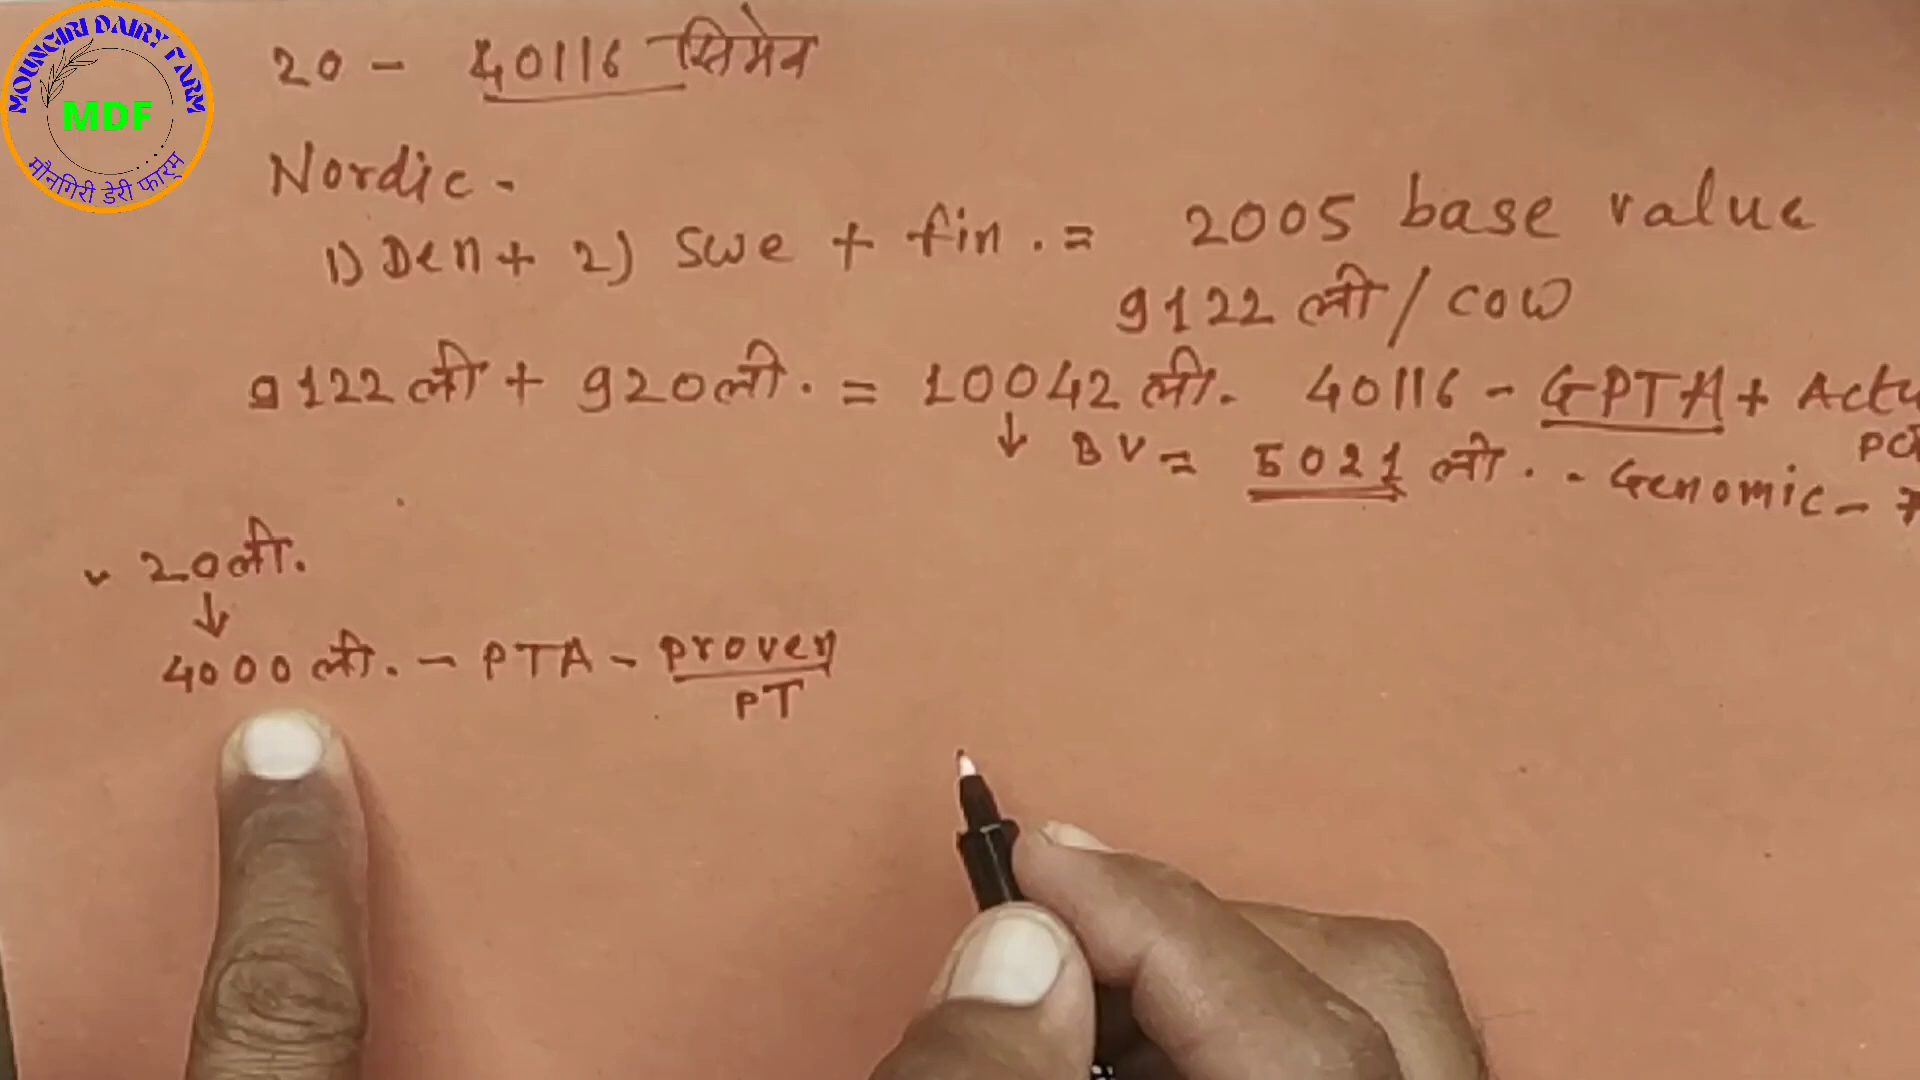 MOUNGIRI DAIRY FARM
MDF
मौनगिरी डेरी फार्म
20 - 40116 सिमेन
Nordic -
1) Den + 2) Swe + fin . = 2005 base value
9122 ली / cow
9122 ली + 920 ली. = 10042 ली. 40116 - GPTA + Actu
↓ BV = 5021 ली. - Genomic -
20 ली.
↓
4000 ली. - PTA - proven
PT